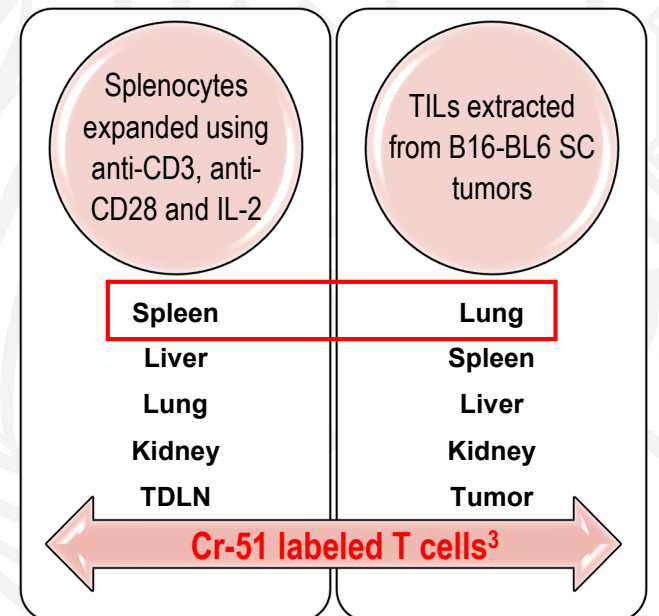 Splenocytes
expanded using
anti-CD3, anti-
CD28 and IL-2
Spleen
Liver
Lung
Kidney
TDLN
TILs extracted
from B16-BL6 SC
tumors
Lung
Spleen
Liver
Kidney
Tumor
Cr-51 labeled T cells³